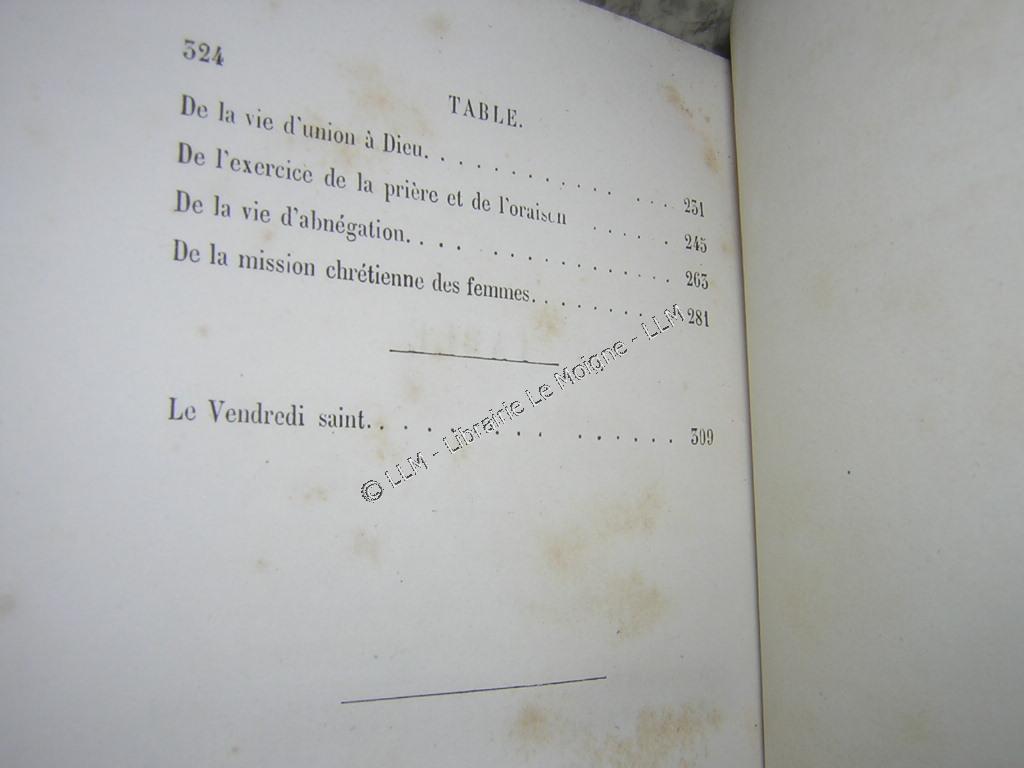 324
TABLE.
De la vie d'union à Dieu. . . . . . . . . . . . . . . 231
De l'exercice de la prière et de l'oraison . . . . . . 245
De la vie d'abnégation. . . . . . . . . . . . . . . . 263
De la mission chrétienne des femmes. . . . . . . . . . 281
Le Vendredi saint. . . . . . . . . . . . . . . . 309
© LLM - Librairie Le Moigne - LLM